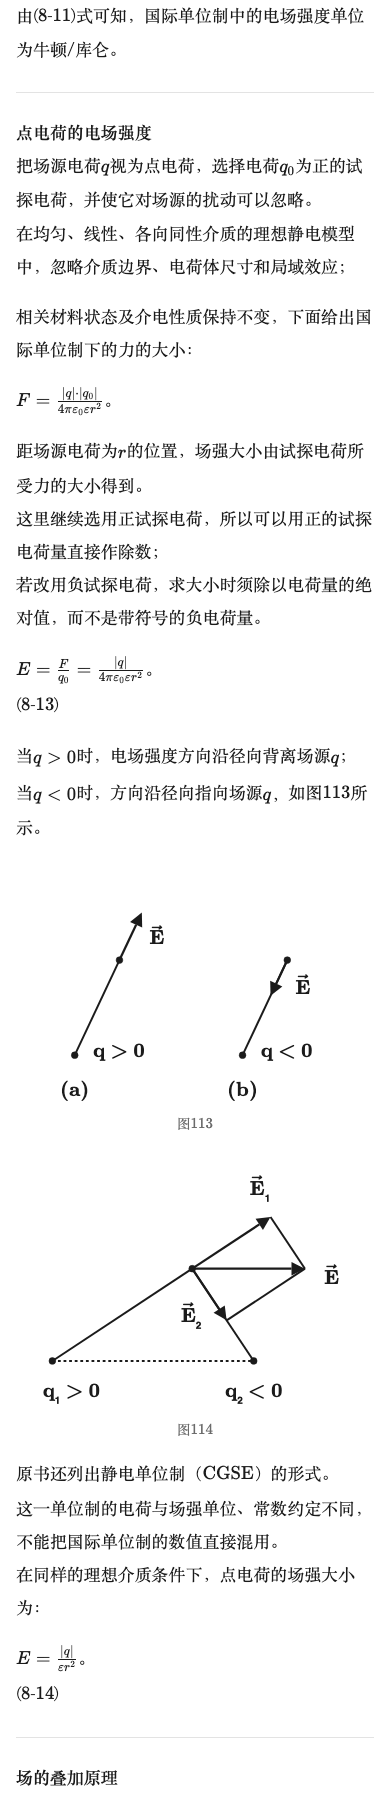 由(8-11)式可知，国际单位制中的电场强度单位
为牛顿/库仑。
点电荷的电场强度
把场源电荷q视为点电荷，选择电荷q₀为正的试
探电荷，并使它对场源的扰动可以忽略。
在均匀、线性、各向同性介质的理想静电模型
中，忽略介质边界、电荷体尺寸和局域效应；
相关材料状态及介电性质保持不变，下面给出国
际单位制下的力的大小：
F = |q|·|q₀| / 4πε₀εr² 。
距场源电荷为r的位置，场强大小由试探电荷所
受力的大小得到。
这里继续选用正试探电荷，所以可以用正的试探
电荷量直接作除数；
若改用负试探电荷，求大小时须除以电荷量的绝
对值，而不是带符号的负电荷量。
E = F / q₀ = |q| / 4πε₀εr² 。
(8-13)
当q > 0时，电场强度方向沿径向背离场源q；
当q < 0时，方向沿径向指向场源q，如图113所
示。
E⃗
E⃗
q > 0
q < 0
(a)
(b)
图113
E⃗₁
E⃗
E⃗₂
q₁ > 0
q₂ < 0
图114
原书还列出静电单位制（CGSE）的形式。
这一单位制的电荷与场强单位、常数约定不同，
不能把国际单位制的数值直接混用。
在同样的理想介质条件下，点电荷的场强大小
为：
E = |q| / εr² 。
(8-14)
场的叠加原理